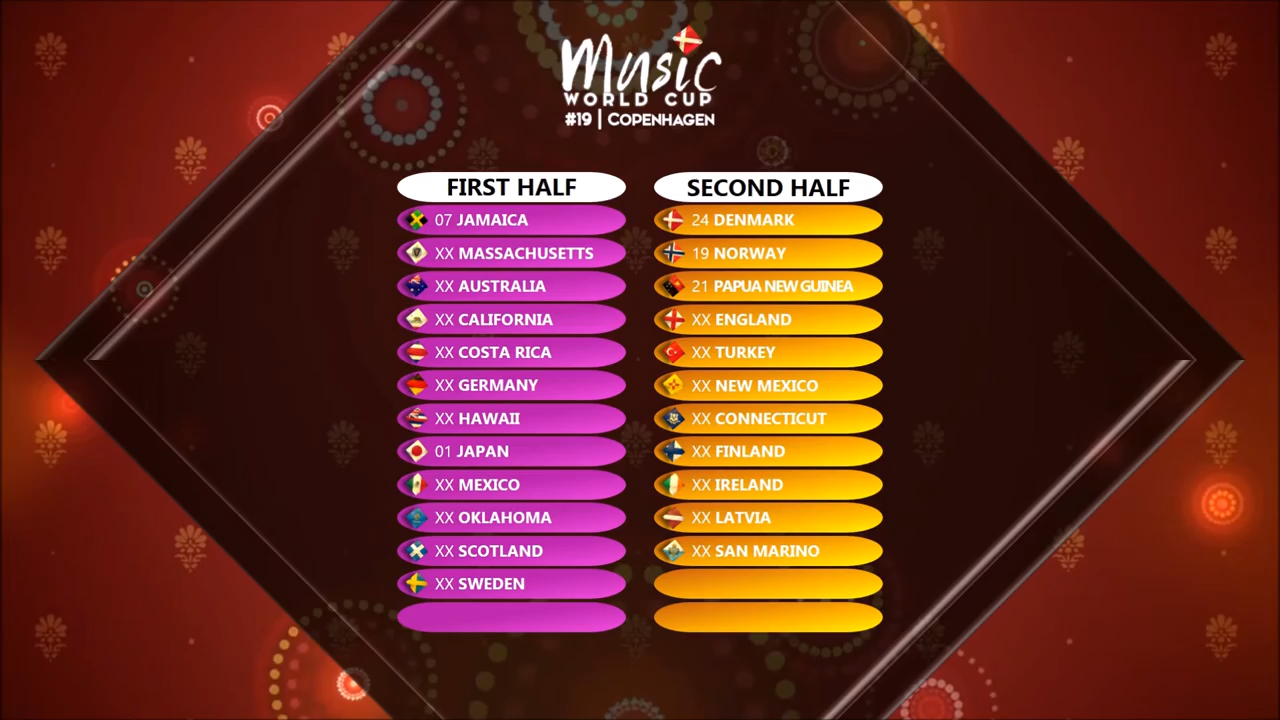 Music
WORLD CUP
#19 | COPENHAGEN
FIRST HALF
07 JAMAICA
XX MASSACHUSETTS
XX AUSTRALIA
XX CALIFORNIA
XX COSTA RICA
XX GERMANY
XX HAWAII
01 JAPAN
XX MEXICO
XX OKLAHOMA
XX SCOTLAND
XX SWEDEN
SECOND HALF
24 DENMARK
19 NORWAY
21 PAPUA NEW GUINEA
XX ENGLAND
XX TURKEY
XX NEW MEXICO
XX CONNECTICUT
XX FINLAND
XX IRELAND
XX LATVIA
XX SAN MARINO